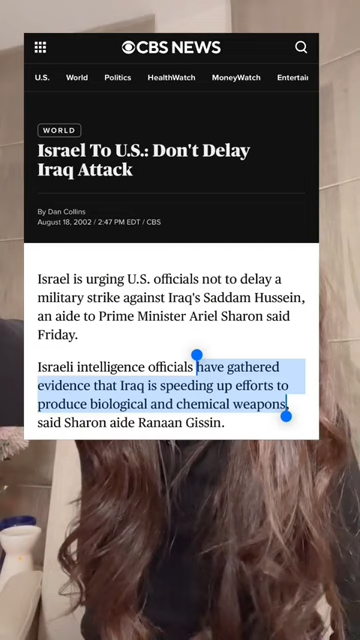 CBS NEWS
U.S. World Politics HealthWatch MoneyWatch Entertai
WORLD
Israel To U.S.: Don't Delay
Iraq Attack
By Dan Collins
August 18, 2002 / 2:47 PM EDT / CBS
Israel is urging U.S. officials not to delay a
military strike against Iraq's Saddam Hussein,
an aide to Prime Minister Ariel Sharon said
Friday.
Israeli intelligence officials have gathered
evidence that Iraq is speeding up efforts to
produce biological and chemical weapons,
said Sharon aide Ranaan Gissin.